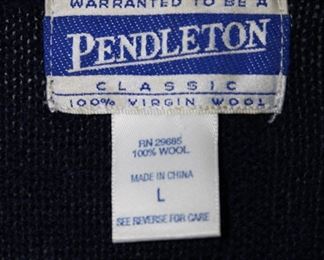 WARRANTED TO BE A
PENDLETON
CLASSIC
100% VIRGIN WOOL
RN 29685
100% WOOL
MADE IN CHINA
L
SEE REVERSE FOR CARE